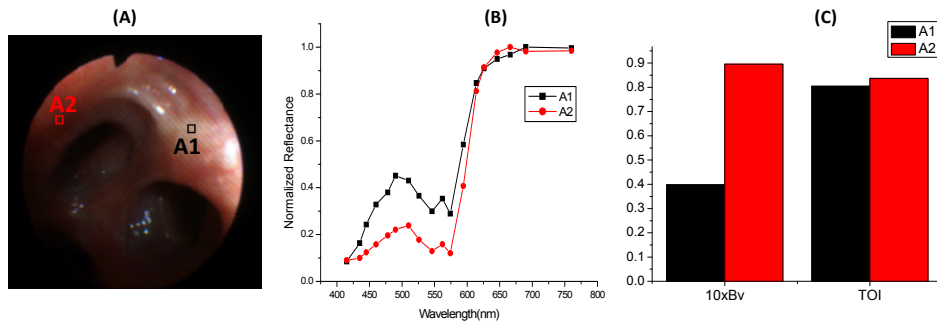 (A)
A2
A1
(B)
Normalized Reflectance
1.0
0.8
0.6
0.4
0.2
0.0
A1
A2
400 450 500 550 600 650 700 750 800
Wavelength(nm)
(C)
A1
A2
0.9
0.8
0.7
0.6
0.5
0.4
0.3
0.2
0.1
0.0
10xBv TOI